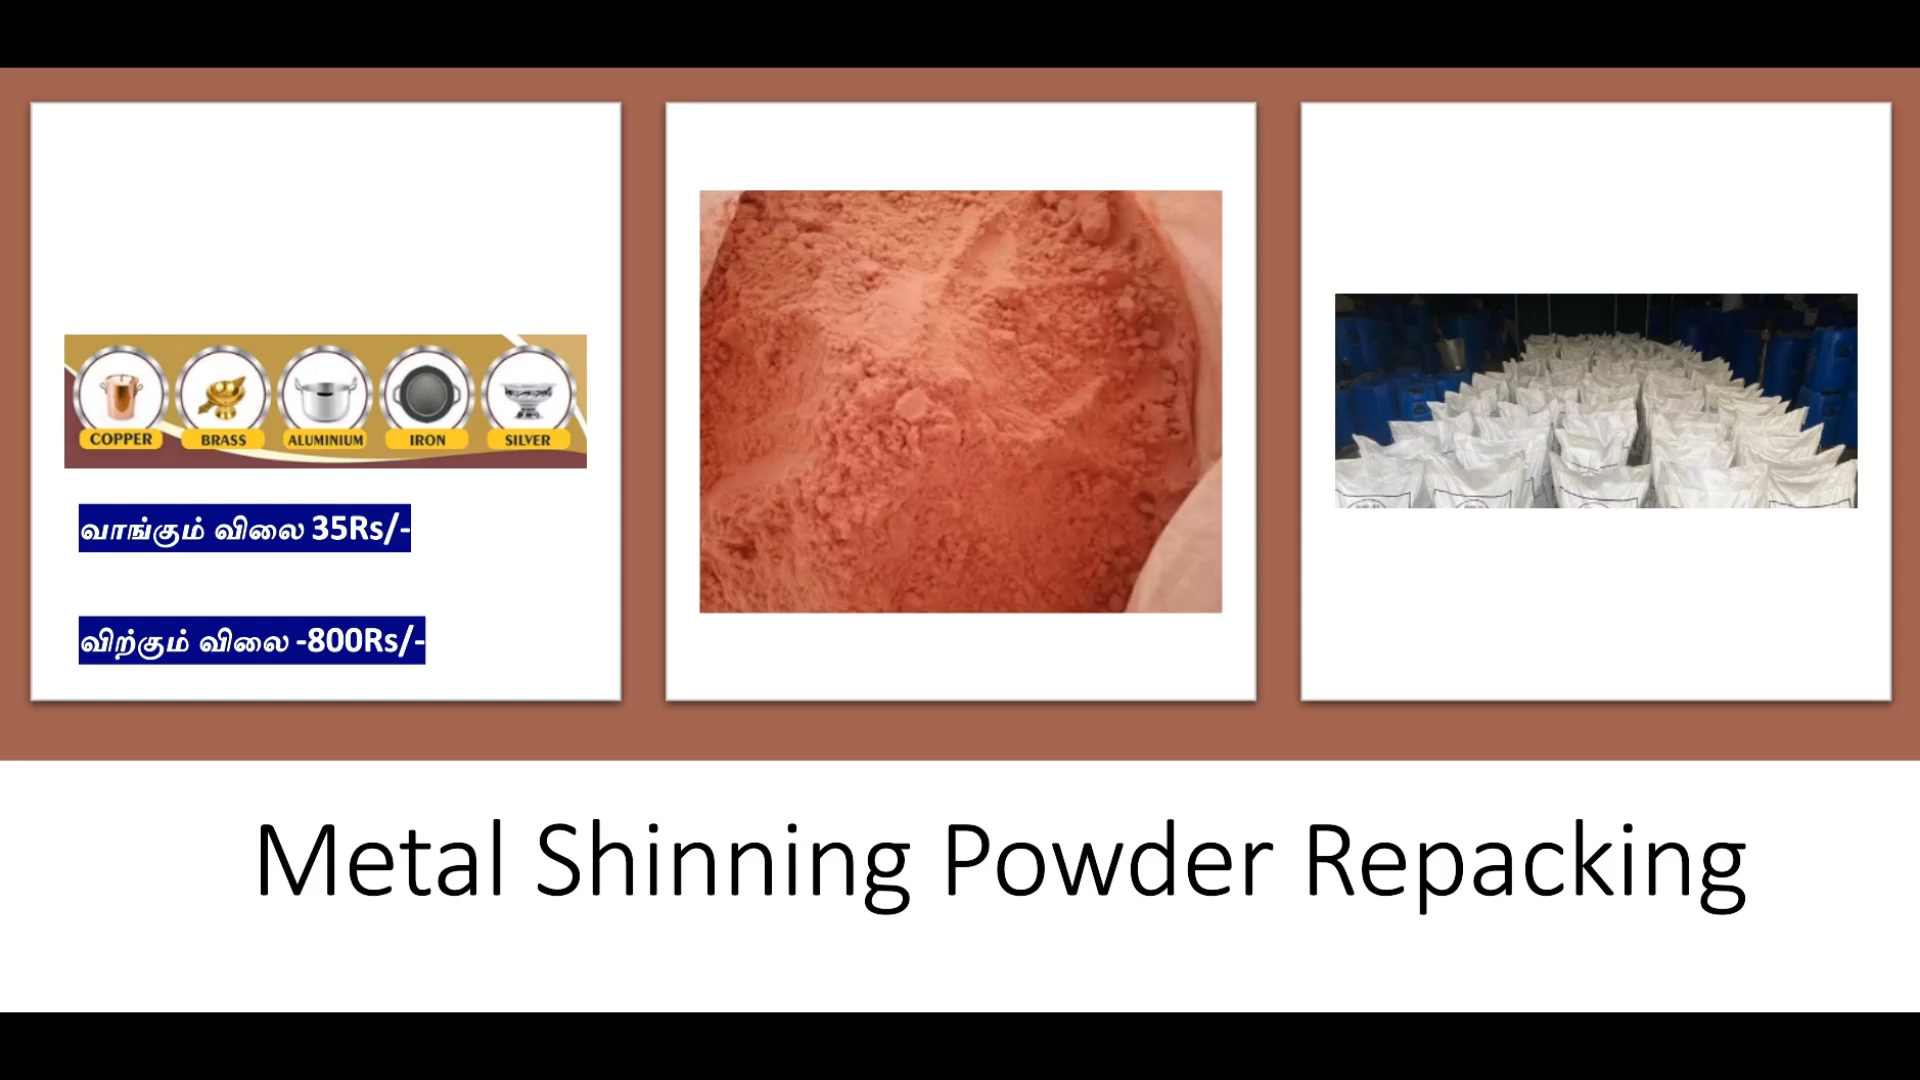 COPPER BRASS ALUMINIUM IRON SILVER
வாங்கும் விலை 35Rs/-
விற்கும் விலை -800Rs/-
Metal Shinning Powder Repacking